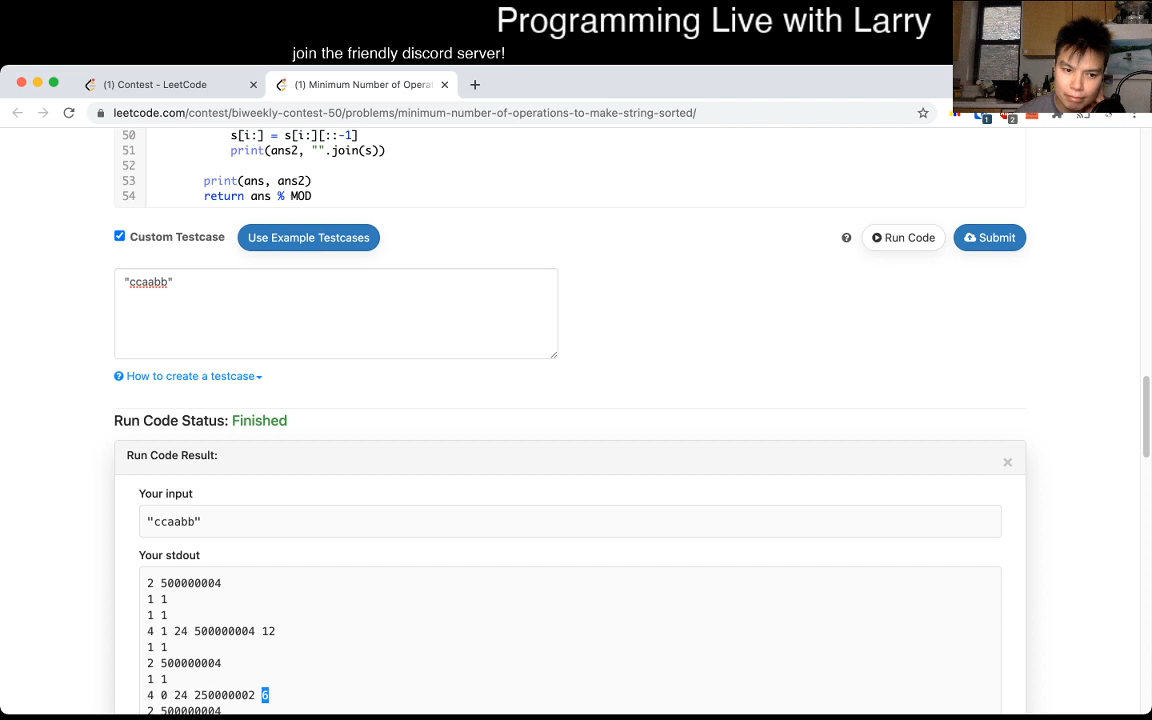 Programming Live with Larry
join the friendly discord server!
(1) Contest - LeetCode
(1) Minimum Number of Opera
leetcode.com/contest/biweekly-contest-50/problems/minimum-number-of-operations-to-make-string-sorted/
50 s[i:] = s[i:][::-1]
51 print(ans2, "".join(s))
52
53 print(ans, ans2)
54 return ans % MOD
Custom Testcase Use Example Testcases Run Code Submit
"ccaabb"
How to create a testcase
Run Code Status: Finished
Run Code Result:
Your input
"ccaabb"
Your stdout
2 500000004
1 1
1 1
4 1 24 500000004 12
1 1
2 500000004
1 1
4 0 24 250000002 6
2 500000004